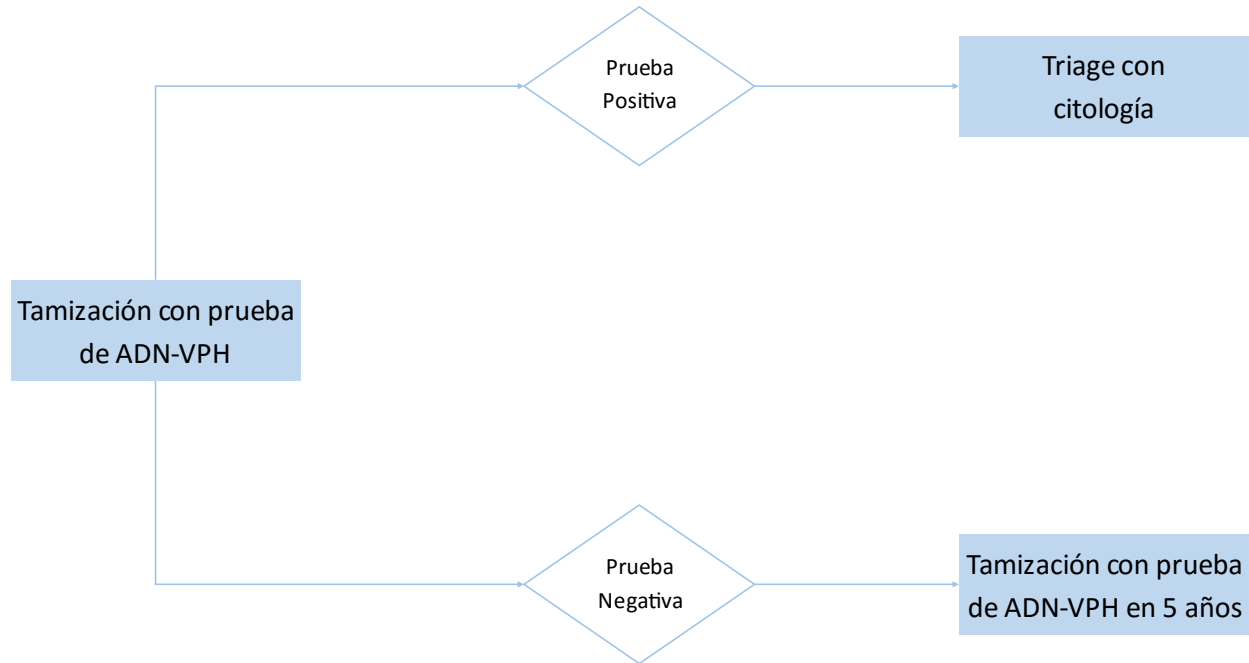 Prueba
Positiva
Triage con
citología
Tamización con prueba
de ADN-VPH
Prueba
Negativa
Tamización con prueba
de ADN-VPH en 5 años